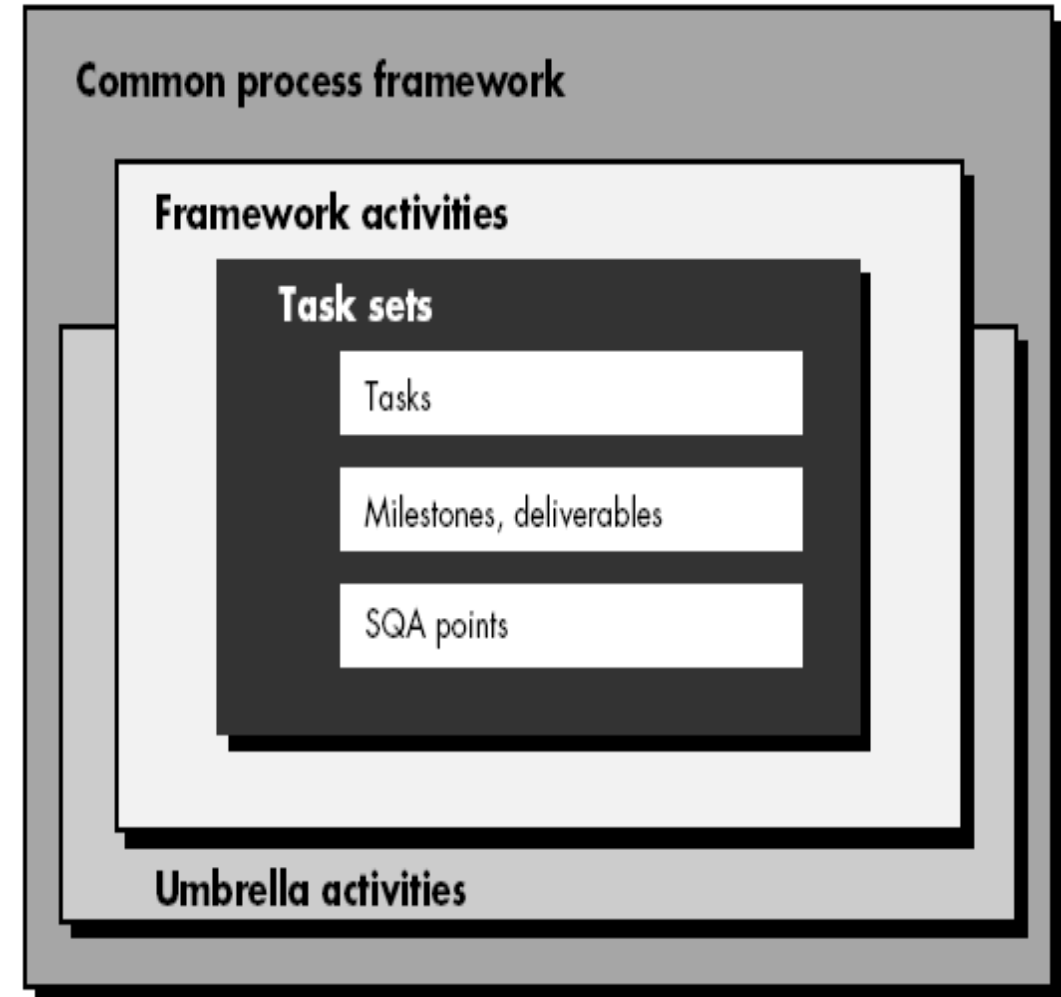 Common process framework
Framework activities
Task sets
Tasks
Milestones, deliverables
SQA points
Umbrella activities